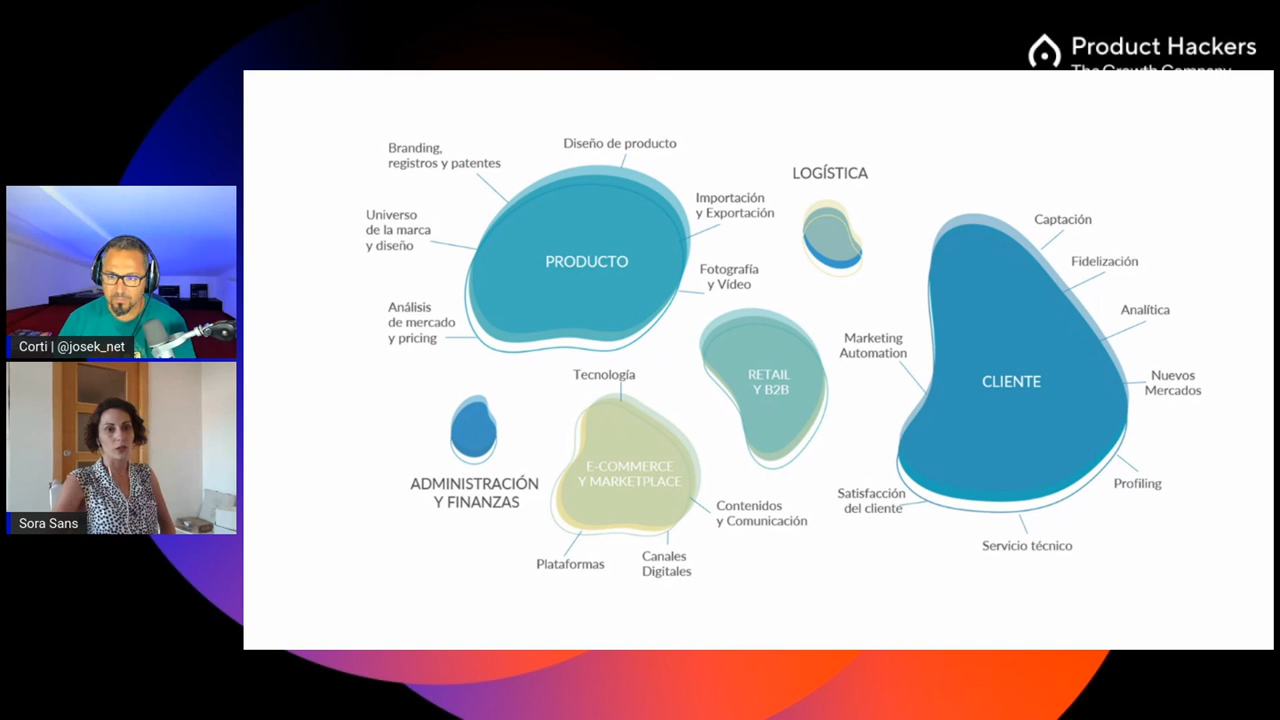 Product Hackers
The Growth Company
Branding,
registros y patentes
Diseño de producto
Universo
de la marca
y diseño
Importación
y Exportación
PRODUCTO
Fotografía
y Vídeo
Análisis
de mercado
y pricing
LOGÍSTICA
Captación
Fidelización
Analítica
Marketing
Automation
Nuevos
Mercados
CLIENTE
Profiling
Satisfacción
del cliente
Servicio técnico
RETAIL
Y B2B
Tecnología
E-COMMERCE
Y MARKETPLACE
ADMINISTRACIÓN
Y FINANZAS
Contenidos
y Comunicación
Plataformas
Canales
Digitales
Corti | @josek_net
Sora Sans